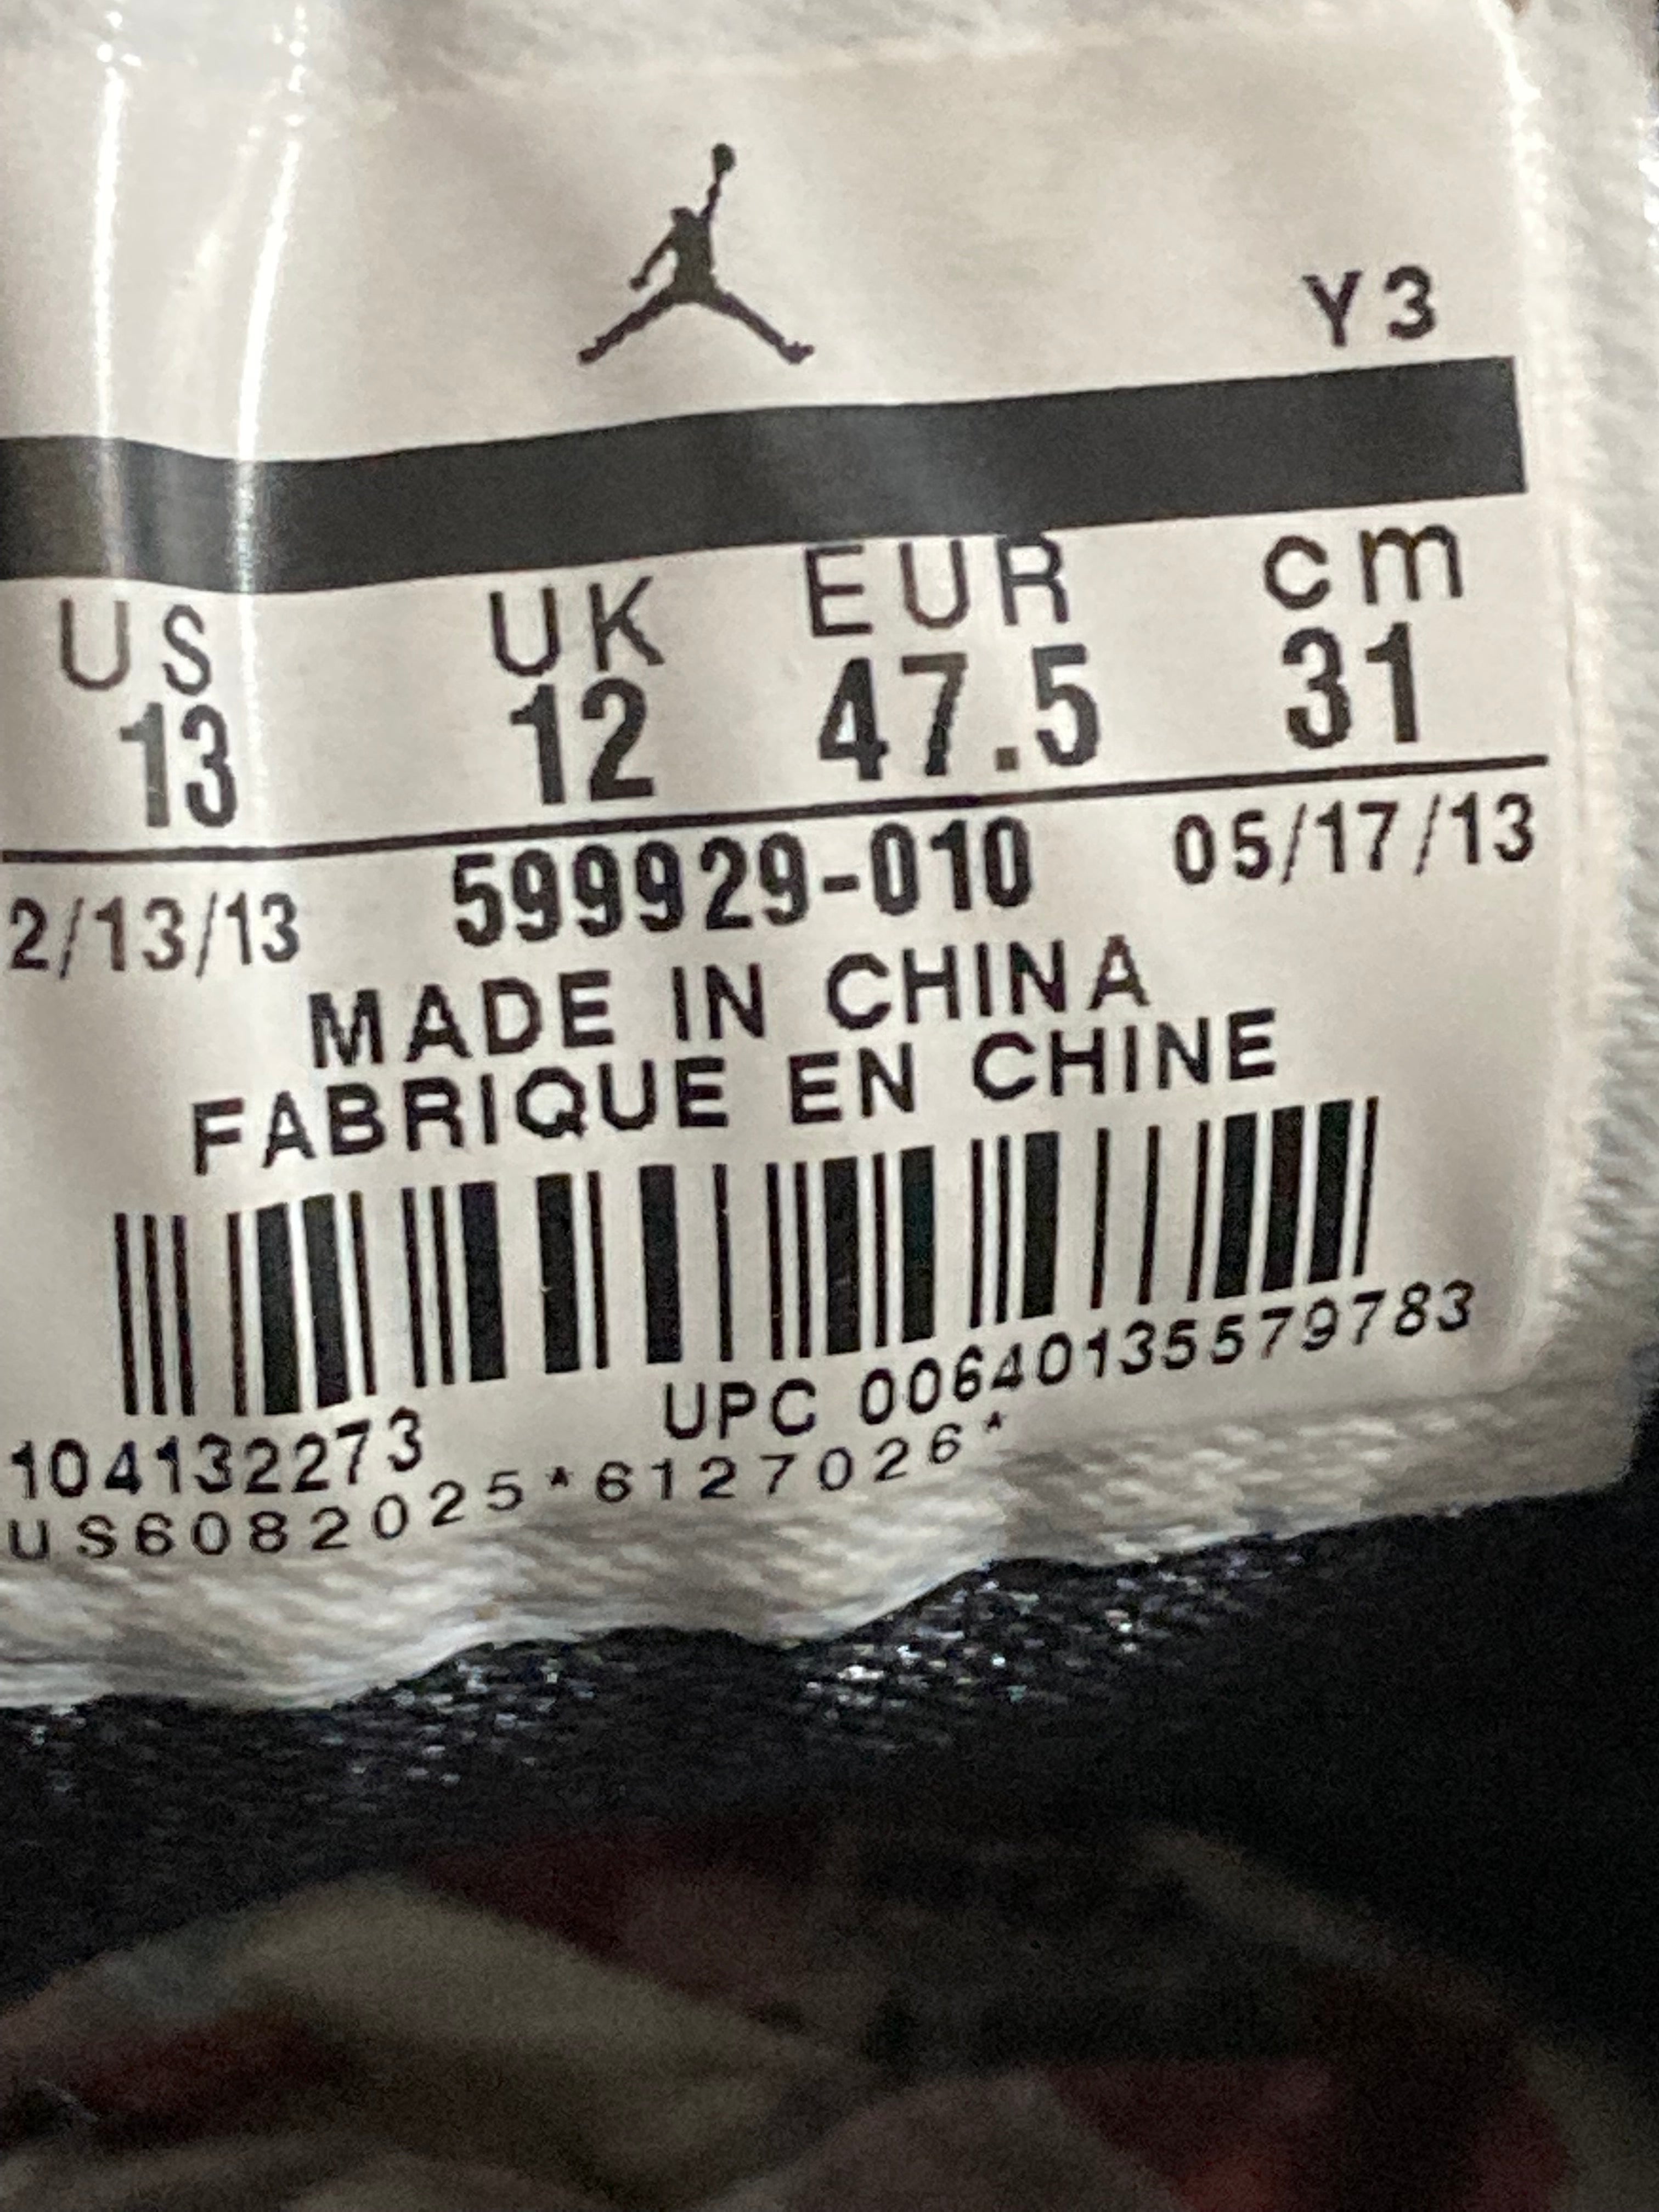 Y3
US UK EUR cm
13 12 47.5 31
2/13/13 599929-010 05/17/13
MADE IN CHINA
FABRIQUE EN CHINE
104132273 UPC 00640135579783
US6082025*6127026*